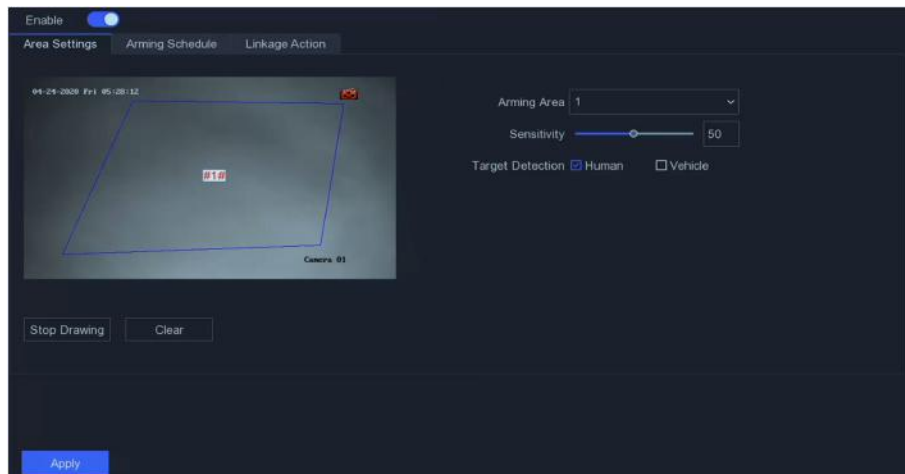 Enable
Area Settings Arming Schedule Linkage Action
04-24-2020 Fri 05:28:12
Arming Area 1
Sensitivity 50
Target Detection Human Vehicle
#1#
Camera 01
Stop Drawing Clear
Apply